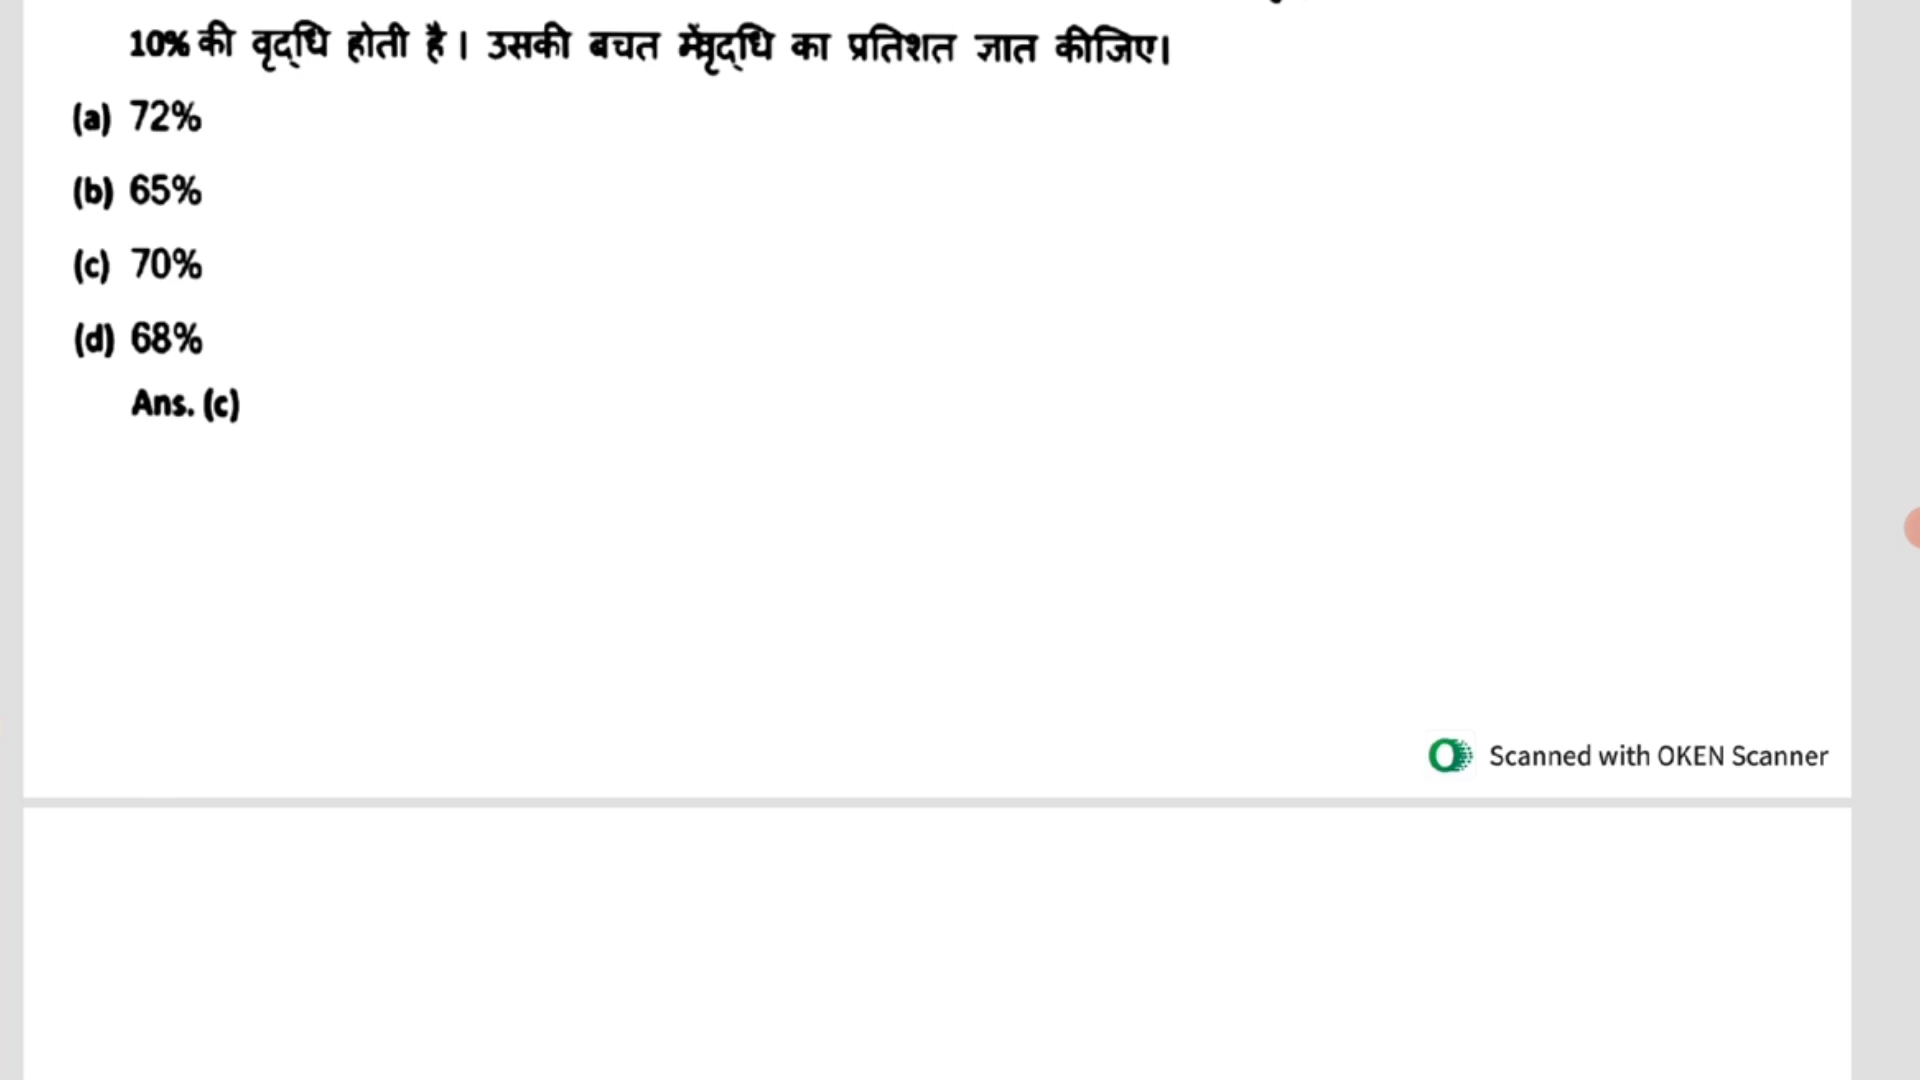 10% की वृद्धि होती है । उसकी बचत में वृद्धि का प्रतिशत ज्ञात कीजिए।
(a) 72%
(b) 65%
(c) 70%
(d) 68%
Ans. (c)
Scanned with OKEN Scanner